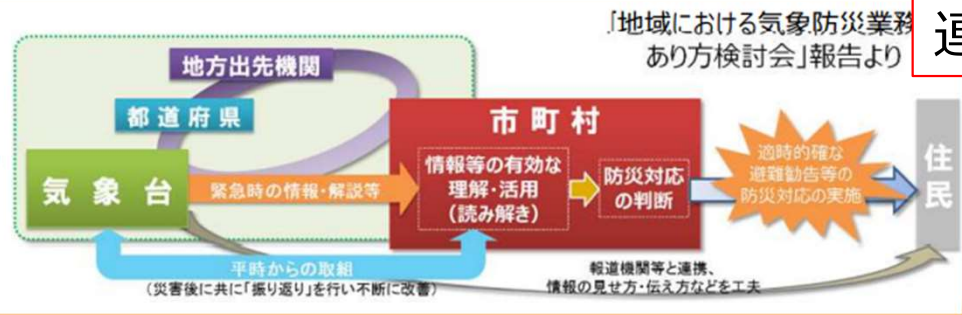 「地域における気象防災業務
あり方検討会」報告より
地方出先機関
都道府県
気象台
緊急時の情報・解説等
市町村
情報等の有効な
理解・活用
（読み解き）
防災対応
の判断
適時的確な
避難勧告等の
防災対応の実施
住民
平時からの取組
（災害後に共に「振り返り」を行い不断に改善）
報道機関等と連携、
情報の見せ方・伝え方などを工夫